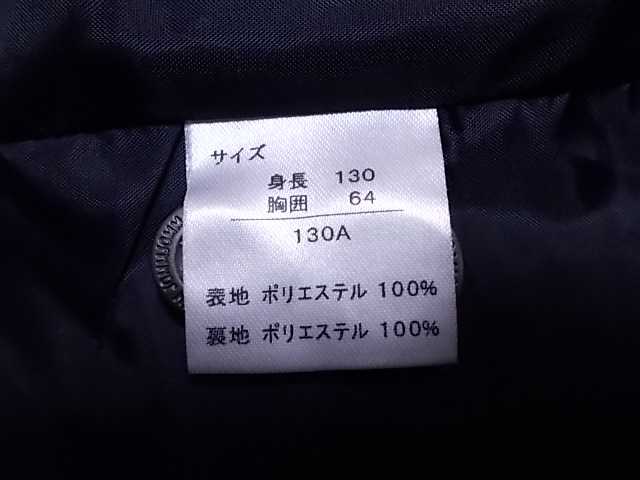 サイズ
身長 130
胸囲 64
130A
表地 ポリエステル 100%
裏地 ポリエステル 100%